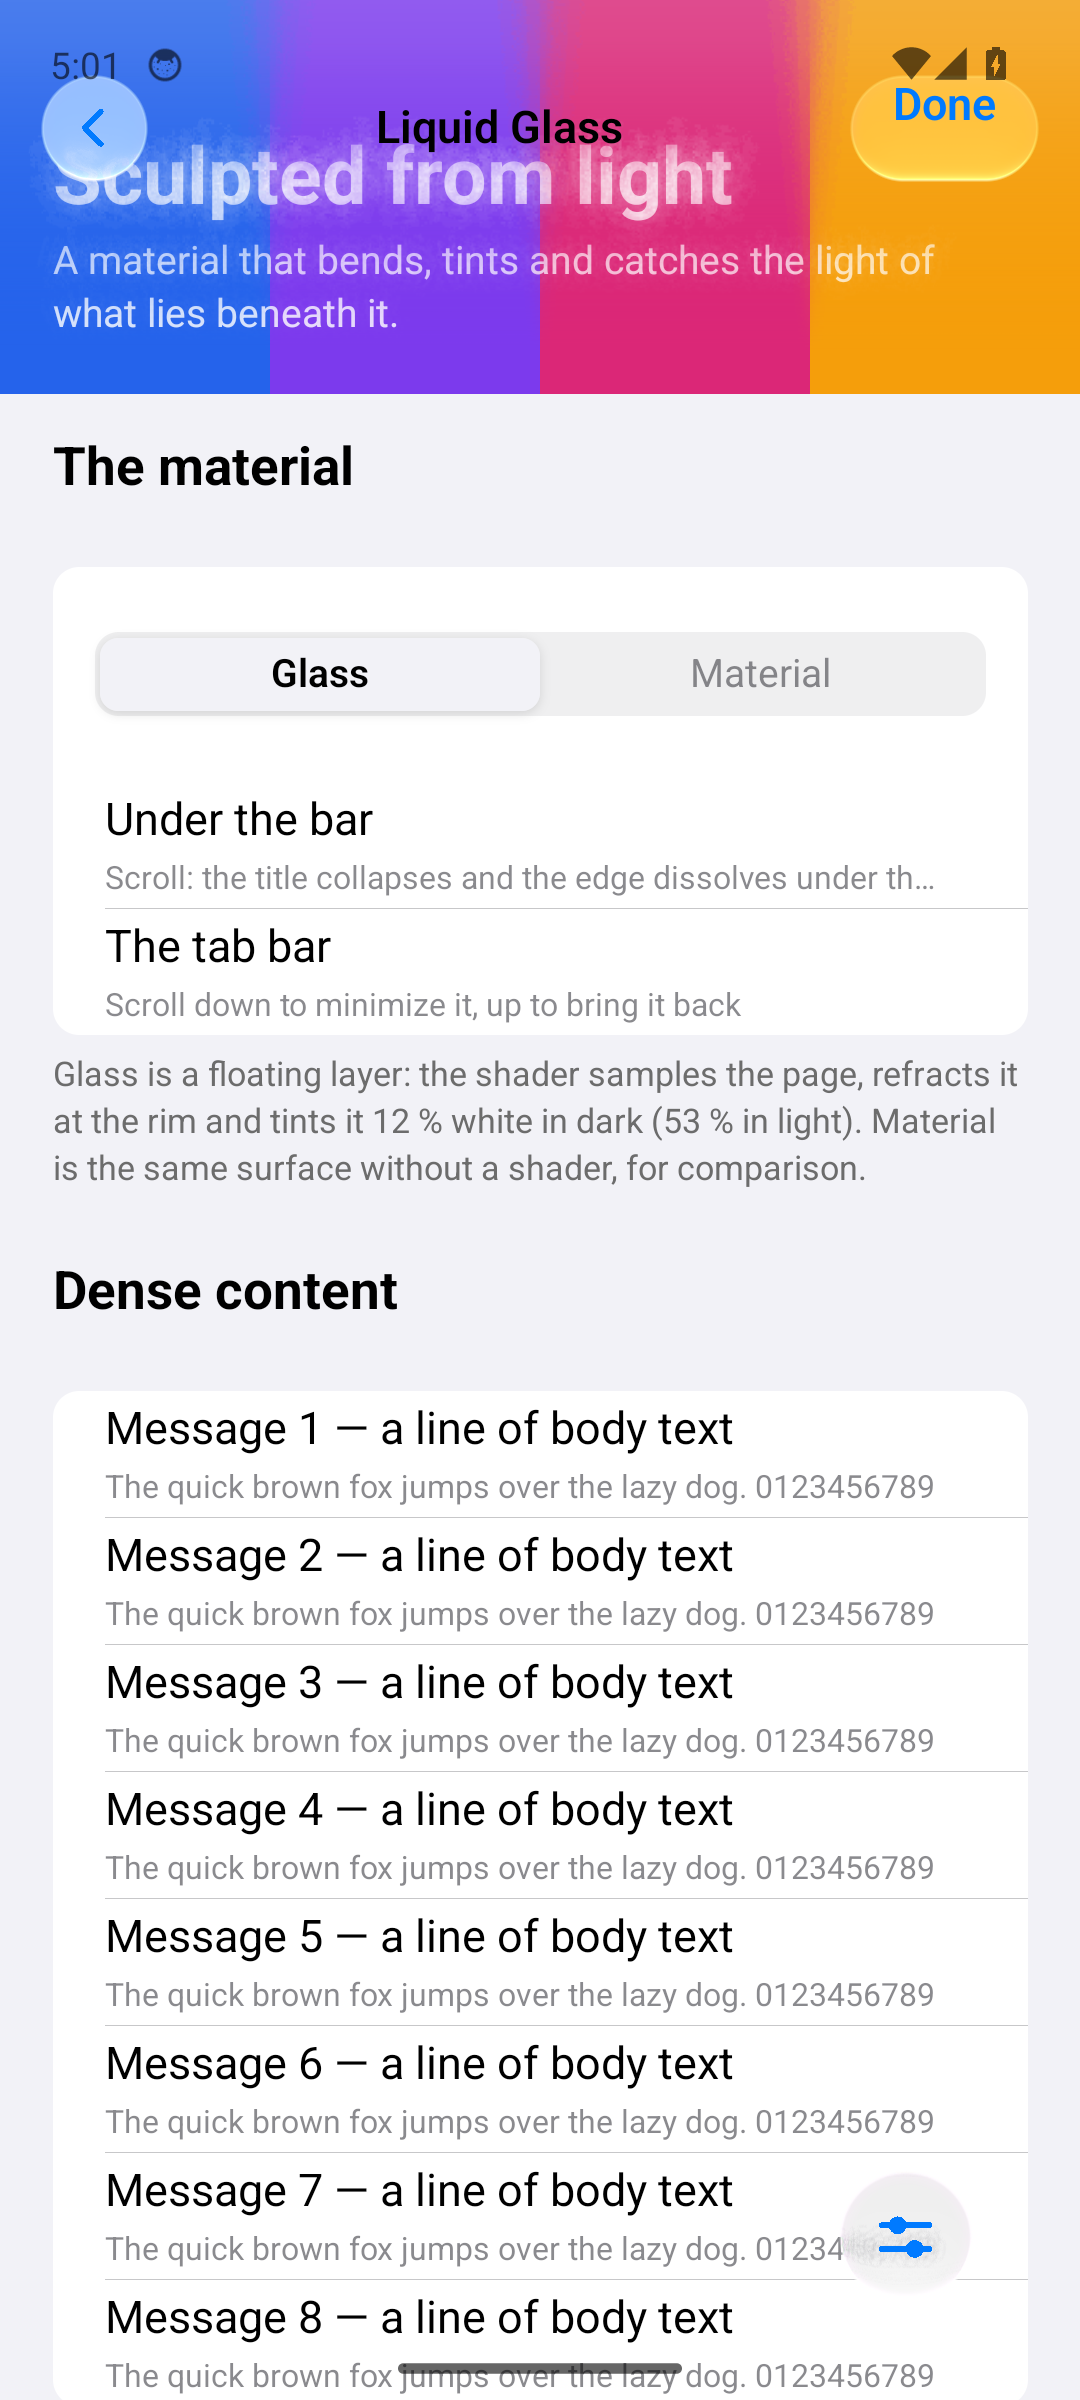 5:01
Liquid Glass
Done
Sculpted from light
A material that bends, tints and catches the light of
what lies beneath it.
The material
Glass
Material
Under the bar
Scroll: the title collapses and the edge dissolves under th…
The tab bar
Scroll down to minimize it, up to bring it back
Glass is a floating layer: the shader samples the page, refracts it
at the rim and tints it 12 % white in dark (53 % in light). Material
is the same surface without a shader, for comparison.
Dense content
Message 1 — a line of body text
The quick brown fox jumps over the lazy dog. 0123456789
Message 2 — a line of body text
The quick brown fox jumps over the lazy dog. 0123456789
Message 3 — a line of body text
The quick brown fox jumps over the lazy dog. 0123456789
Message 4 — a line of body text
The quick brown fox jumps over the lazy dog. 0123456789
Message 5 — a line of body text
The quick brown fox jumps over the lazy dog. 0123456789
Message 6 — a line of body text
The quick brown fox jumps over the lazy dog. 0123456789
Message 7 — a line of body text
The quick brown fox jumps over the lazy dog. 01234
Message 8 — a line of body text
The quick brown fox jumps over the lazy dog. 0123456789